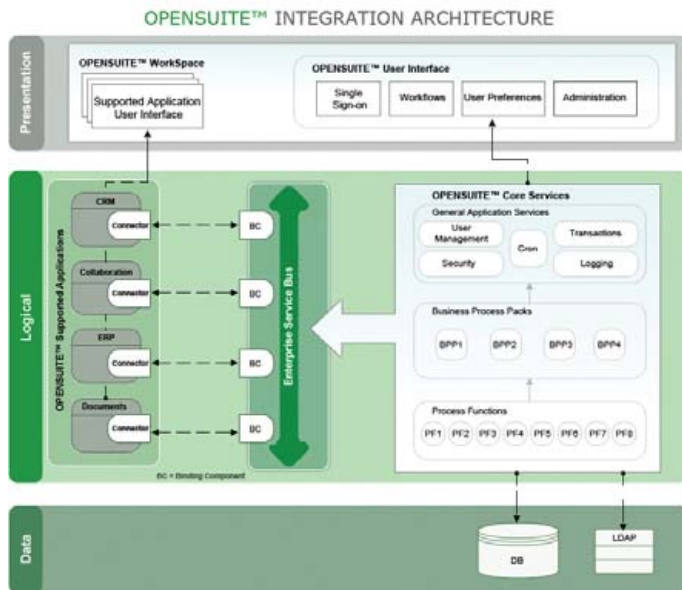 OPENSUITE™ INTEGRATION ARCHITECTURE
Presentation
OPENSUITE™ WorkSpace
Supported Application
User Interface
OPENSUITE™ User Interface
Single
Sign-on
Workflows
User Preferences
Administration
Logical
OPENSUITE™ Supported Applications
CRM
Connector
Collaboration
Connector
ERP
Connector
Documents
Connector
BC
BC
BC
BC
Enterprise Service Bus
BC = Binding Component
OPENSUITE™ Core Services
General Application Services
User
Management
Cron
Transactions
Security
Logging
Business Process Packs
BPP1 BPP2 BPP3 BPP4
Process Functions
PF1 PF2 PF3 PF4 PF5 PF6 PF7 PF8
Data
DB
LDAP